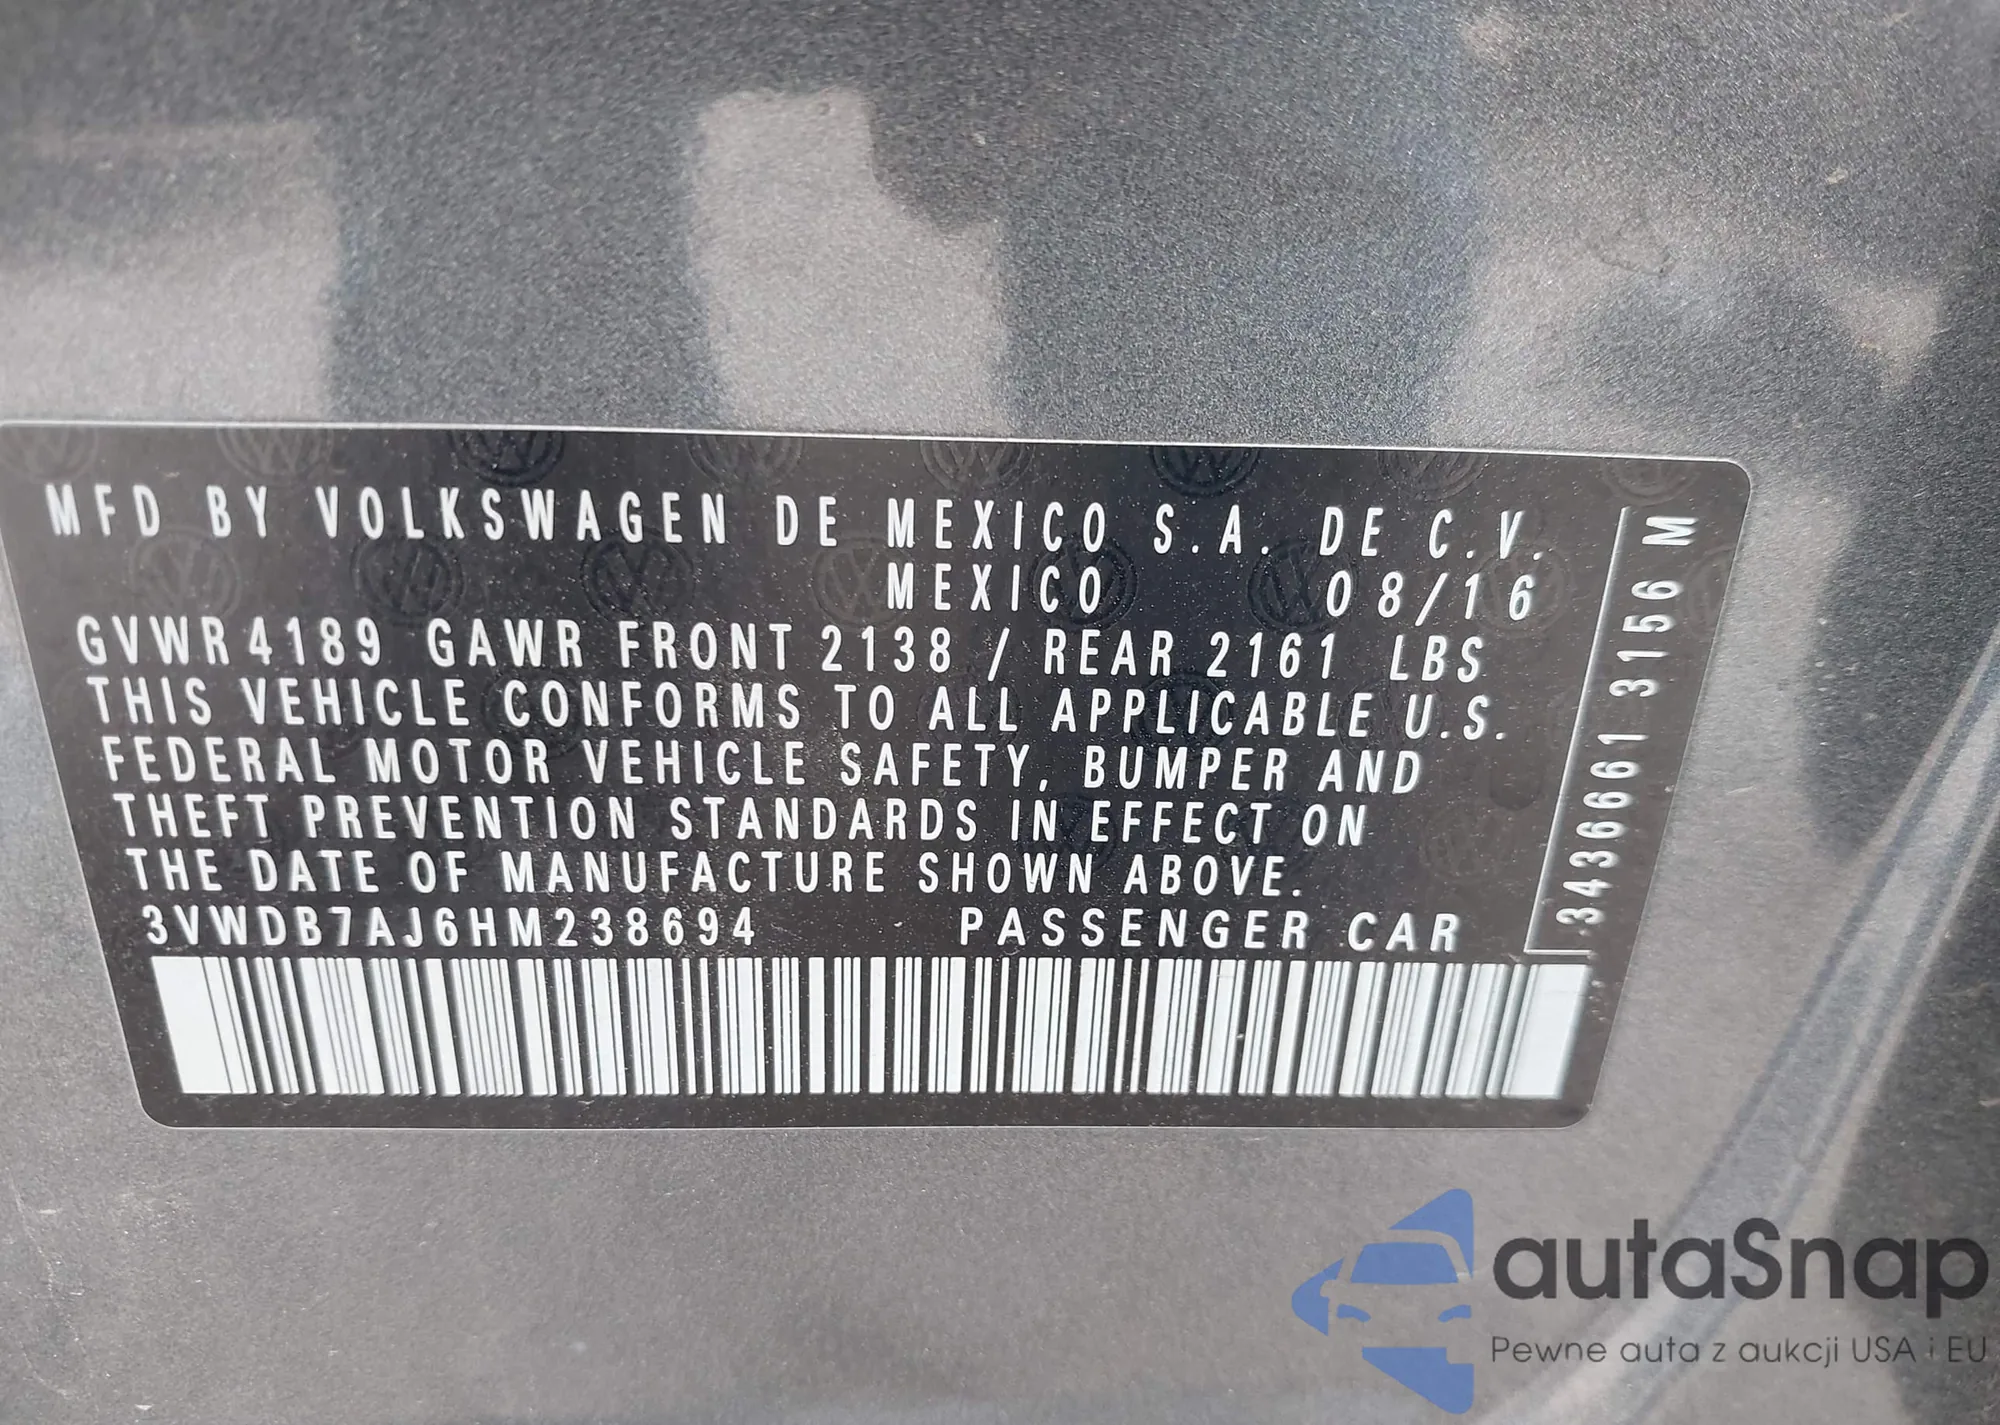 MFD BY VOLKSWAGEN DE MEXICO S.A. DE C.V.
MEXICO 08/16
GVWR 4189 GAWR FRONT 2138 / REAR 2161 LBS
THIS VEHICLE CONFORMS TO ALL APPLICABLE U.S.
FEDERAL MOTOR VEHICLE SAFETY, BUMPER AND
THEFT PREVENTION STANDARDS IN EFFECT ON
THE DATE OF MANUFACTURE SHOWN ABOVE.
3VWDB7AJ6HM238694 PASSENGER CAR
3436661 3156 M
autaSnap
Pewne auta z aukcji USA i EU